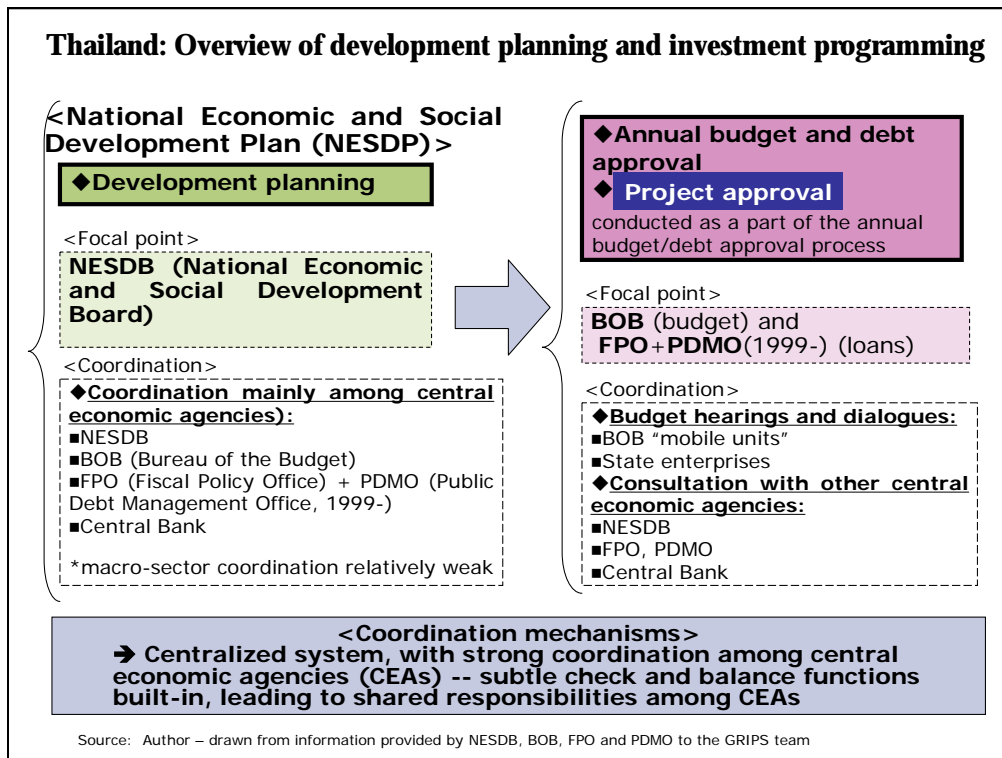 Thailand: Overview of development planning and investment programming
<National Economic and Social
Development Plan (NESDP)>
◆Development planning
<Focal point>
NESDB (National Economic
and Social Development
Board)
<Coordination>
◆Coordination mainly among central
economic agencies):
■NESDB
■BOB (Bureau of the Budget)
■FPO (Fiscal Policy Office) + PDMO (Public
Debt Management Office, 1999-)
■Central Bank
*macro-sector coordination relatively weak
◆Annual budget and debt
approval
◆ Project approval
conducted as a part of the annual
budget/debt approval process
<Focal point>
BOB (budget) and
FPO+PDMO(1999-) (loans)
<Coordination>
◆Budget hearings and dialogues:
■BOB “mobile units”
■State enterprises
◆Consultation with other central
economic agencies:
■NESDB
■FPO, PDMO
■Central Bank
<Coordination mechanisms>
➔ Centralized system, with strong coordination among central
economic agencies (CEAs) -- subtle check and balance functions
built-in, leading to shared responsibilities among CEAs
Source: Author – drawn from information provided by NESDB, BOB, FPO and PDMO to the GRIPS team